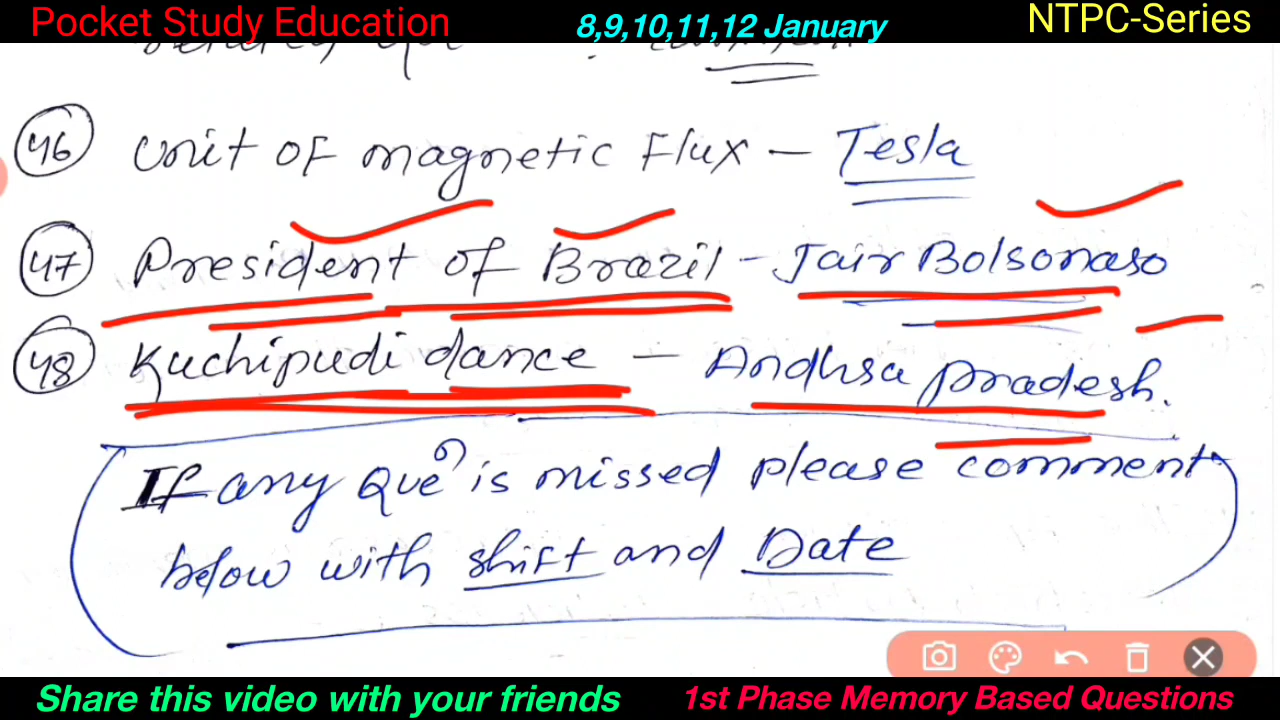 Pocket Study Education
8,9,10,11,12 January
NTPC-Series
46 Unit of magnetic Flux - Tesla
47 President of Brazil - Jair Bolsonaso
48 Kuchipudi dance - Andhsa pradesh.
If any Que is missed please comment
below with shift and Date
Share this video with your friends
1st Phase Memory Based Questions